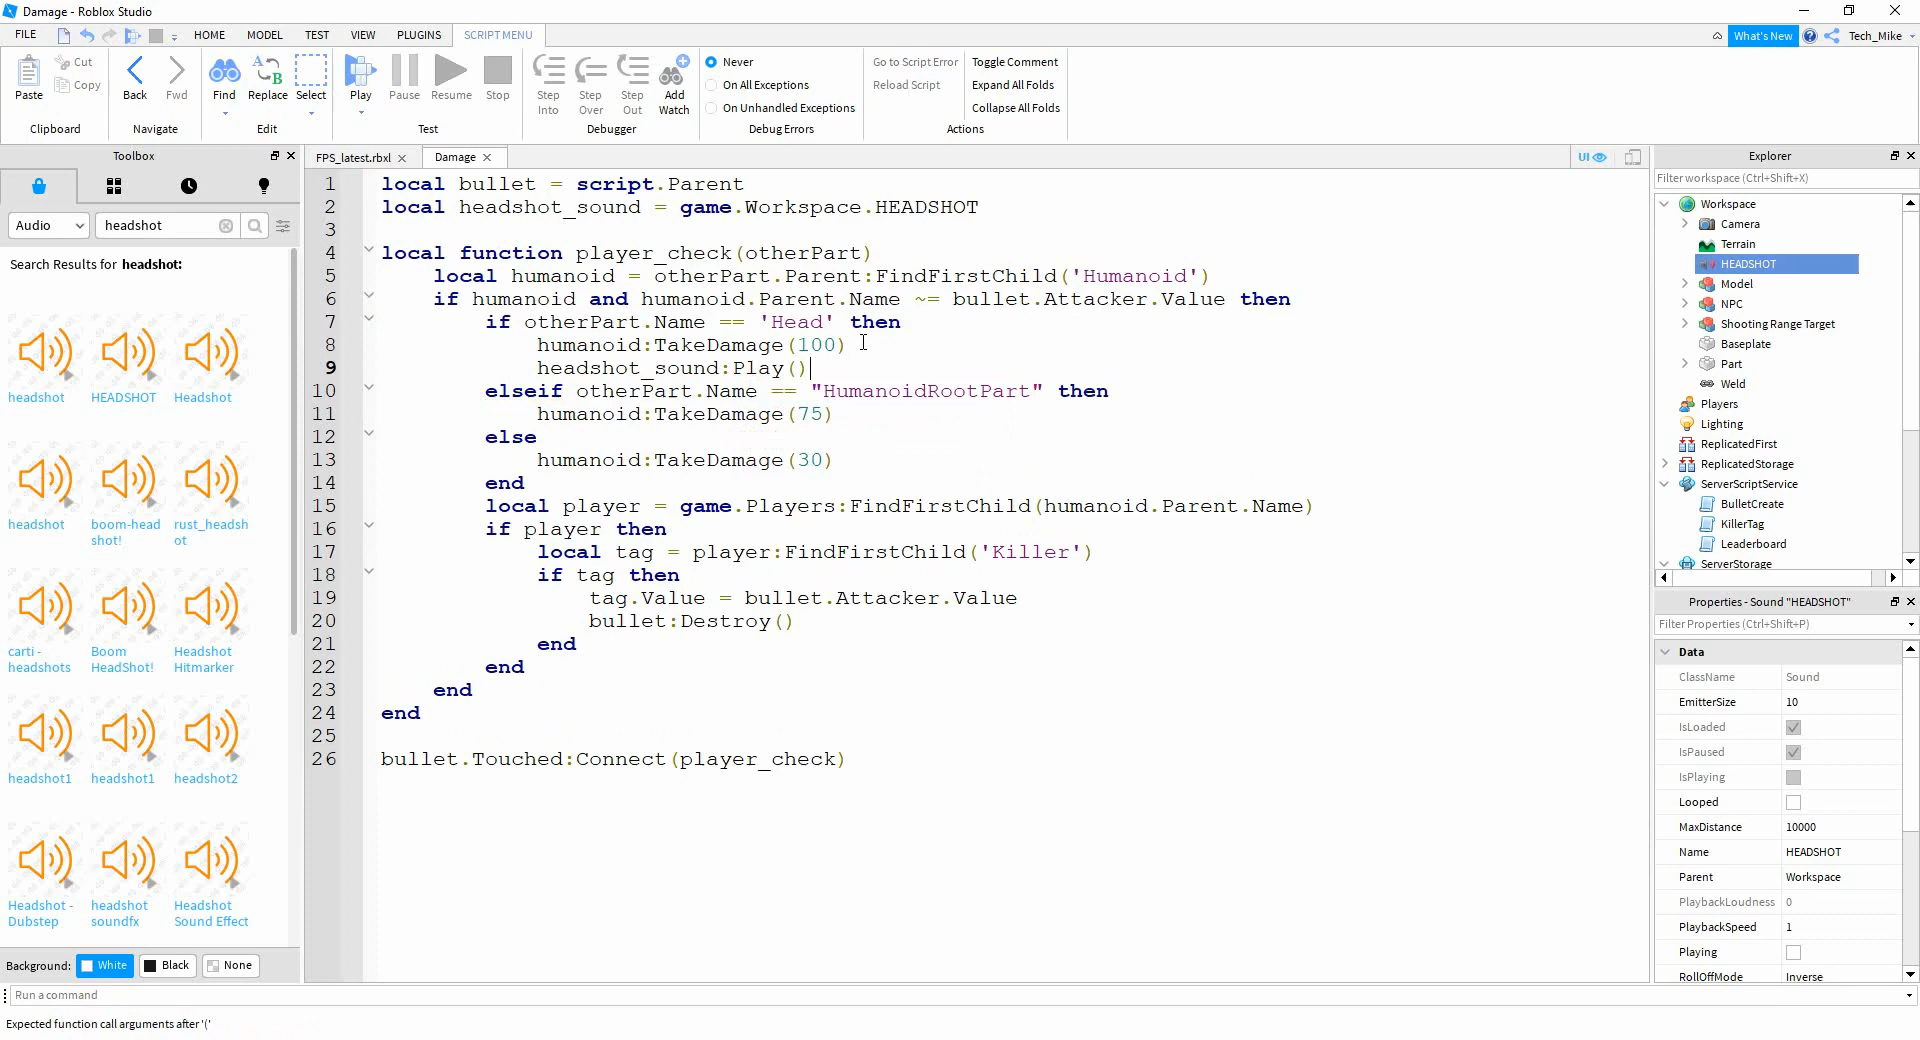 Damage - Roblox Studio
FILE HOME MODEL TEST VIEW PLUGINS SCRIPT MENU
What's New Tech_Mike
Paste
Cut
Copy
Clipboard
Back Fwd
Navigate
Find Replace Select
Edit
Play Pause Resume Stop
Test
Step Into
Step Over
Step Out
Add Watch
Debugger
Never
On All Exceptions
On Unhandled Exceptions
Debug Errors
Go to Script Error
Reload Script
Toggle Comment
Expand All Folds
Collapse All Folds
Actions
Toolbox
Audio headshot
Search Results for headshot:
headshot HEADSHOT Headshot
headshot boom-head shot! rust_headsh ot
carti - headshots Boom HeadShot! Headshot Hitmarker
headshot1 headshot1 headshot2
Headshot - Dubstep headshot soundfx Headshot Sound Effect
Background: White Black None
FPS_latest.rbxl Damage
UI
1 local bullet = script.Parent
2 local headshot_sound = game.Workspace.HEADSHOT
3
4 local function player_check(otherPart)
5 local humanoid = otherPart.Parent:FindFirstChild('Humanoid')
6 if humanoid and humanoid.Parent.Name ~= bullet.Attacker.Value then
7 if otherPart.Name == 'Head' then
8 humanoid:TakeDamage(100)
9 headshot_sound:Play()
10 elseif otherPart.Name == "HumanoidRootPart" then
11 humanoid:TakeDamage(75)
12 else
13 humanoid:TakeDamage(30)
14 end
15 local player = game.Players:FindFirstChild(humanoid.Parent.Name)
16 if player then
17 local tag = player:FindFirstChild('Killer')
18 if tag then
19 tag.Value = bullet.Attacker.Value
20 bullet:Destroy()
21 end
22 end
23 end
24 end
25
26 bullet.Touched:Connect(player_check)
Explorer
Filter workspace (Ctrl+Shift+X)
Workspace
Camera
Terrain
HEADSHOT
Model
NPC
Shooting Range Target
Baseplate
Part
Weld
Players
Lighting
ReplicatedFirst
ReplicatedStorage
ServerScriptService
BulletCreate
KillerTag
Leaderboard
ServerStorage
Properties - Sound "HEADSHOT"
Filter Properties (Ctrl+Shift+P)
Data
ClassName Sound
EmitterSize 10
IsLoaded
IsPaused
IsPlaying
Looped
MaxDistance 10000
Name HEADSHOT
Parent Workspace
PlaybackLoudness 0
PlaybackSpeed 1
Playing
RollOffMode Inverse
Run a command
Expected function call arguments after '('